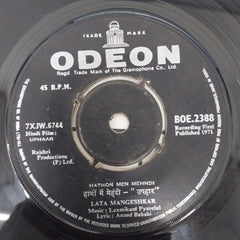 TRADE MARK
ODEON
Regd. Trade Mark of The Gramophone Co. Ltd.
45 R.P.M.
7XJW.6744
Hindi Film:
UPHAAR
BOE.2388
Recording First
Published 1971
Rajshri
Productions
(P) Ltd.
HATHON MEN MEHNDI
हाथों में मेहंदी – "उपहार"
LATA MANGESHKAR
Music: Laxmikant Pyarelal
Lyric: Anand Bakshi